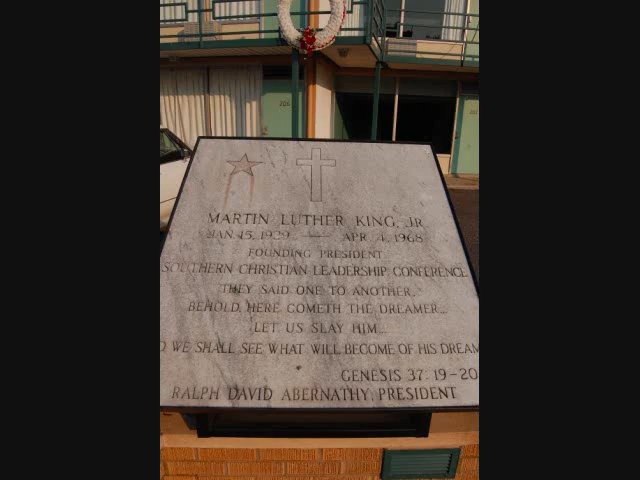 MARTIN LUTHER KING, JR
JAN. 15, 1929 — APR. 4, 1968
FOUNDING PRESIDENT
SOUTHERN CHRISTIAN LEADERSHIP CONFERENCE
THEY SAID ONE TO ANOTHER,
BEHOLD, HERE COMETH THE DREAMER...
LET US SLAY HIM...
D WE SHALL SEE WHAT WILL BECOME OF HIS DREAM
GENESIS 37: 19-20
RALPH DAVID ABERNATHY, PRESIDENT
206